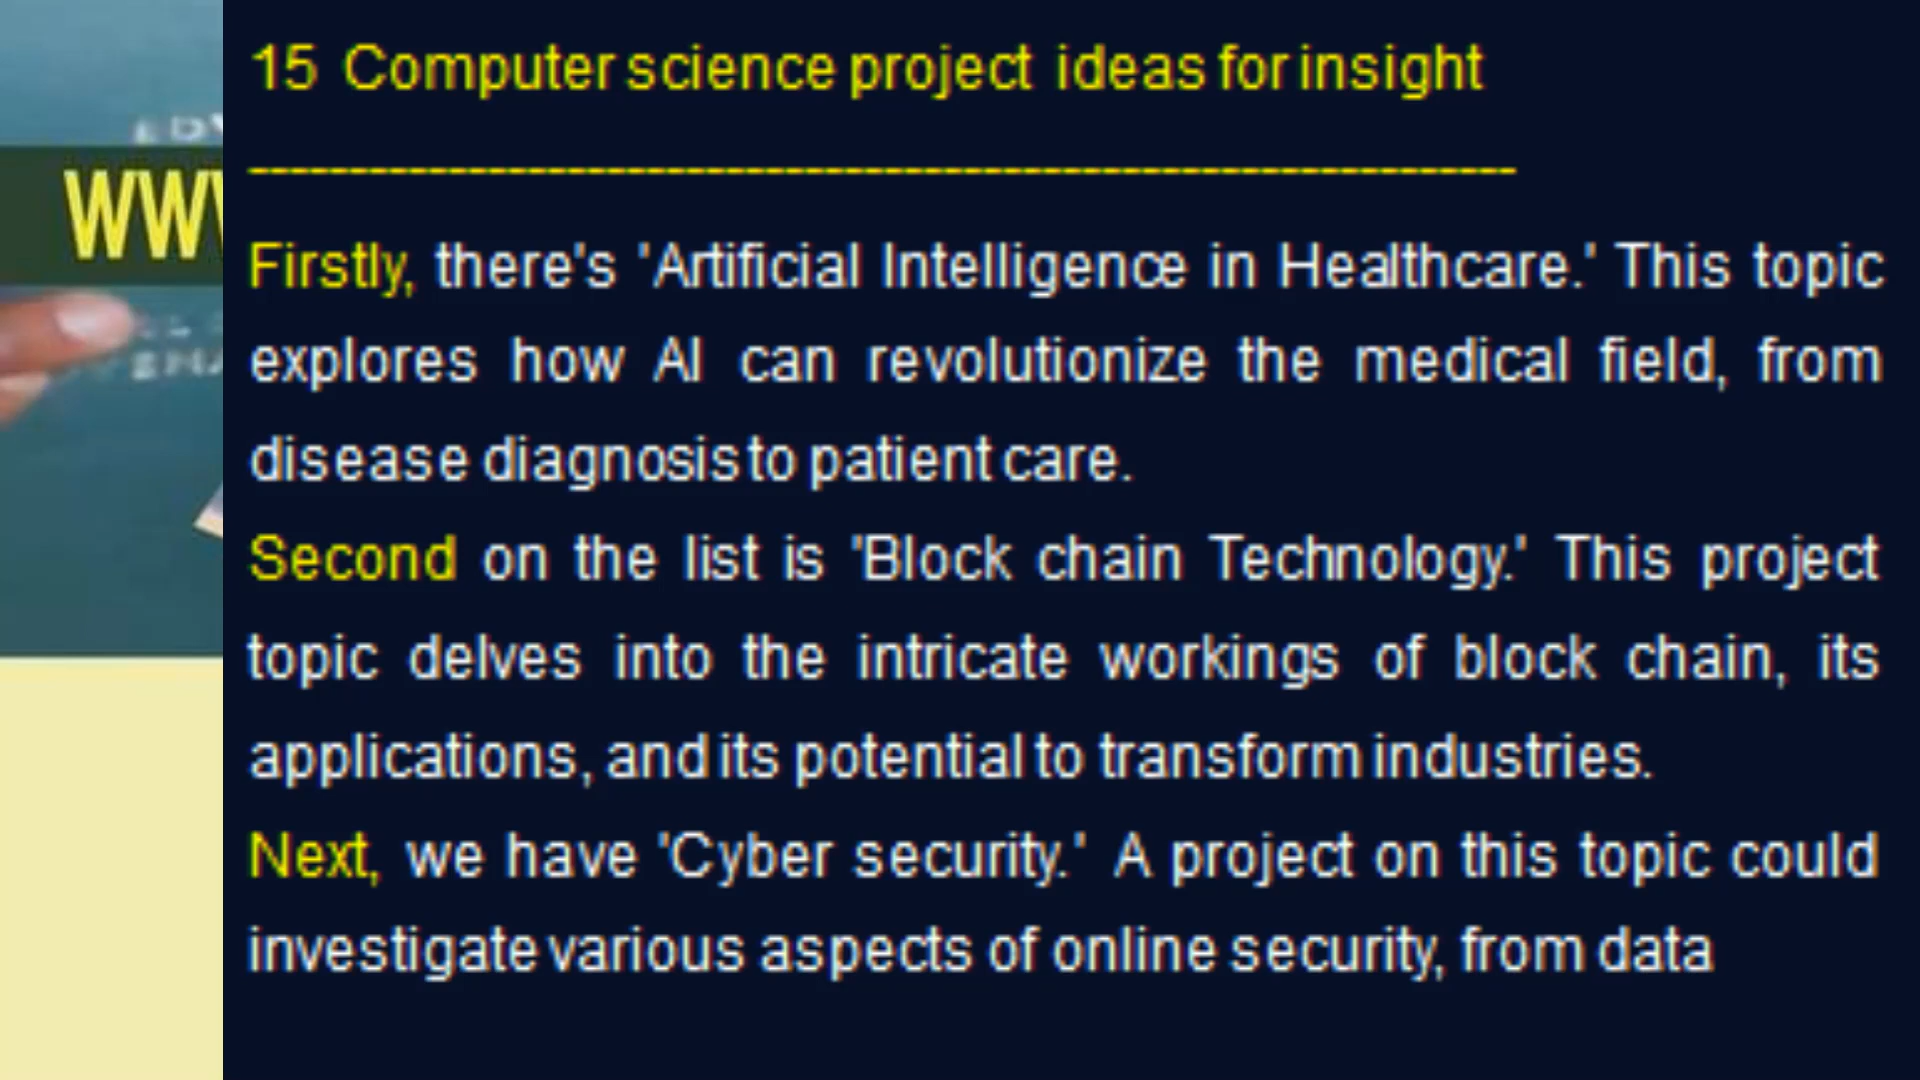 15 Computer science project ideas for insight
------------------------------------------------------------------------
Firstly, there's 'Artificial Intelligence in Healthcare.' This topic
explores how AI can revolutionize the medical field, from
disease diagnosis to patient care.
Second on the list is 'Block chain Technology.' This project
topic delves into the intricate workings of block chain, its
applications, and its potential to transform industries.
Next, we have 'Cyber security.' A project on this topic could
investigate various aspects of online security, from data